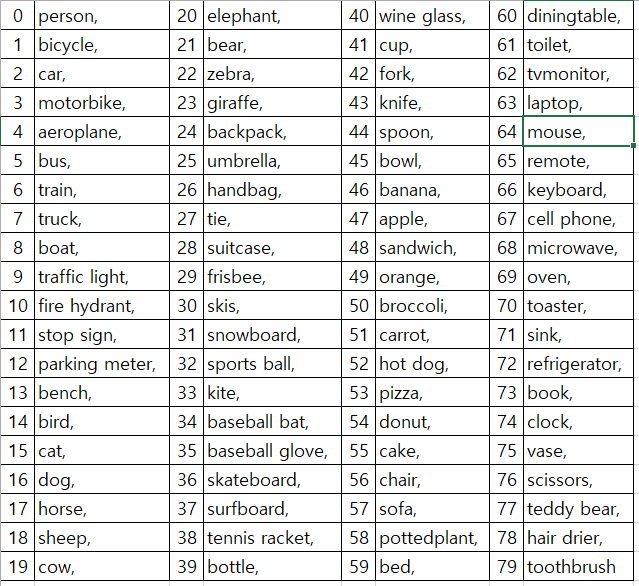 0 person, 20 elephant, 40 wine glass, 60 diningtable,
1 bicycle, 21 bear, 41 cup, 61 toilet,
2 car, 22 zebra, 42 fork, 62 tvmonitor,
3 motorbike, 23 giraffe, 43 knife, 63 laptop,
4 aeroplane, 24 backpack, 44 spoon, 64 mouse,
5 bus, 25 umbrella, 45 bowl, 65 remote,
6 train, 26 handbag, 46 banana, 66 keyboard,
7 truck, 27 tie, 47 apple, 67 cell phone,
8 boat, 28 suitcase, 48 sandwich, 68 microwave,
9 traffic light, 29 frisbee, 49 orange, 69 oven,
10 fire hydrant, 30 skis, 50 broccoli, 70 toaster,
11 stop sign, 31 snowboard, 51 carrot, 71 sink,
12 parking meter, 32 sports ball, 52 hot dog, 72 refrigerator,
13 bench, 33 kite, 53 pizza, 73 book,
14 bird, 34 baseball bat, 54 donut, 74 clock,
15 cat, 35 baseball glove, 55 cake, 75 vase,
16 dog, 36 skateboard, 56 chair, 76 scissors,
17 horse, 37 surfboard, 57 sofa, 77 teddy bear,
18 sheep, 38 tennis racket, 58 pottedplant, 78 hair drier,
19 cow, 39 bottle, 59 bed, 79 toothbrush